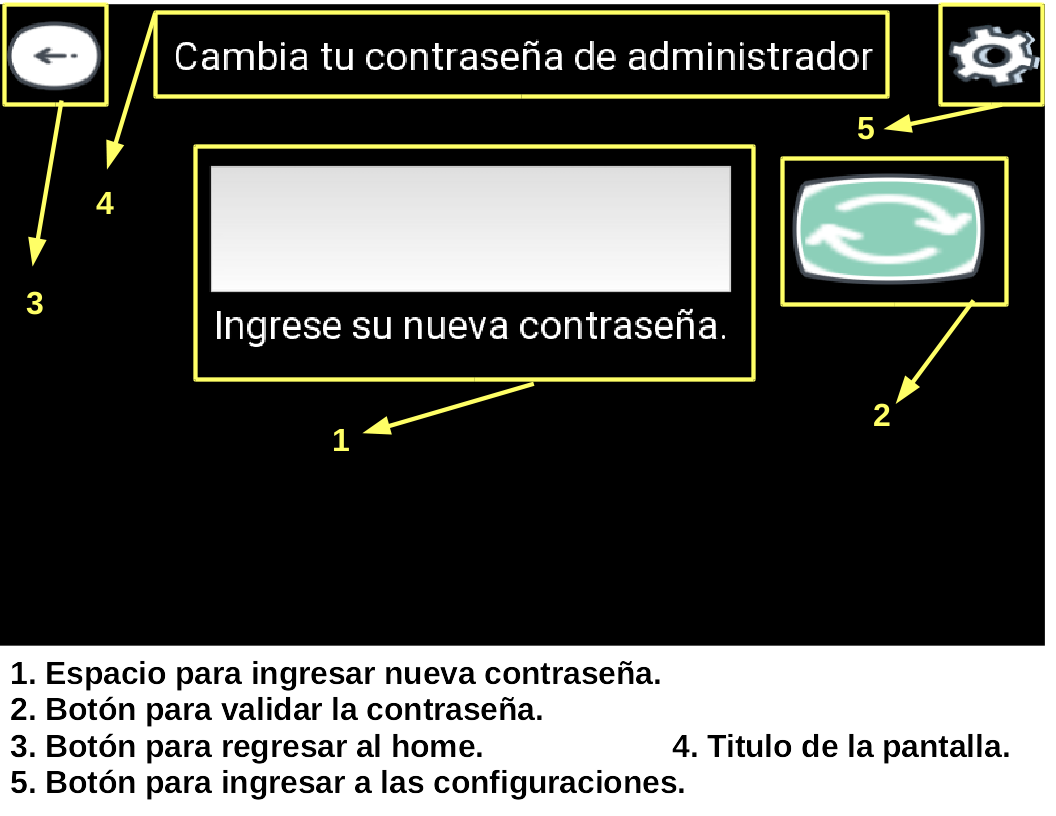 Cambia tu contraseña de administrador
5
4
3
Ingrese su nueva contraseña.
2
1
1. Espacio para ingresar nueva contraseña.
2. Botón para validar la contraseña.
3. Botón para regresar al home. 4. Titulo de la pantalla.
5. Botón para ingresar a las configuraciones.